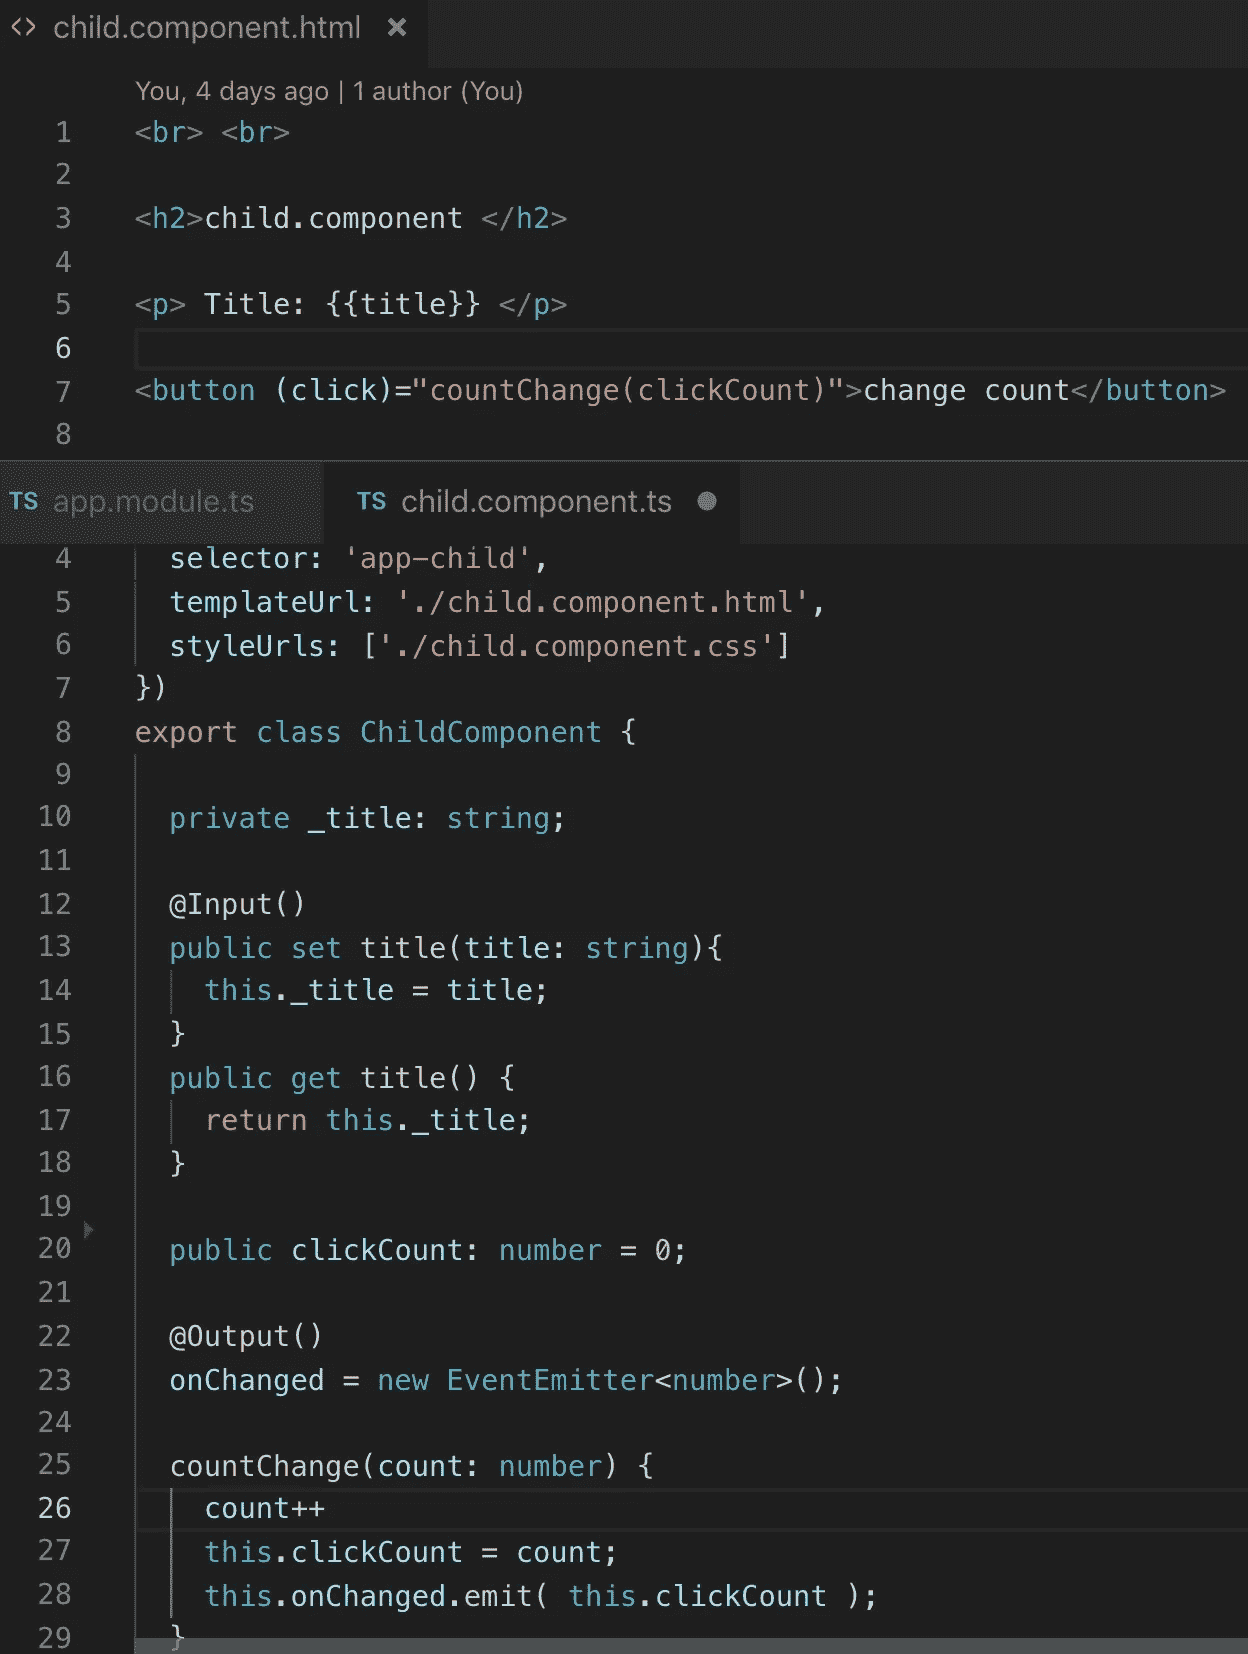 <> child.component.html ×
You, 4 days ago | 1 author (You)
1 <br> <br>
2
3 <h2>child.component </h2>
4
5 <p> Title: {{title}} </p>
6
7 <button (click)="countChange(clickCount)">change count</button>
8
TS app.module.ts TS child.component.ts ●
4 selector: 'app-child',
5 templateUrl: './child.component.html',
6 styleUrls: ['./child.component.css']
7 })
8 export class ChildComponent {
9
10 private _title: string;
11
12 @Input()
13 public set title(title: string){
14 this._title = title;
15 }
16 public get title() {
17 return this._title;
18 }
19
20 public clickCount: number = 0;
21
22 @Output()
23 onChanged = new EventEmitter<number>();
24
25 countChange(count: number) {
26 count++
27 this.clickCount = count;
28 this.onChanged.emit( this.clickCount );
29 }